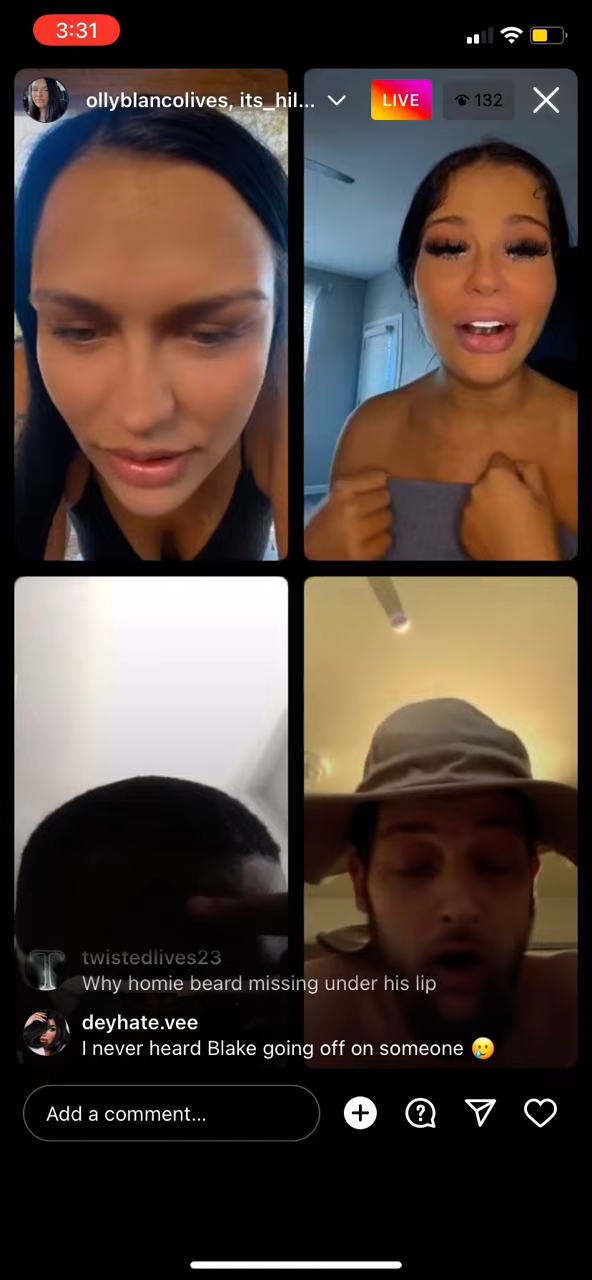 3:31
ollyblancolives, its_hil...
LIVE
132
twistedlives23
Why homie beard missing under his lip
deyhate.vee
I never heard Blake going off on someone 🥲
Add a comment...